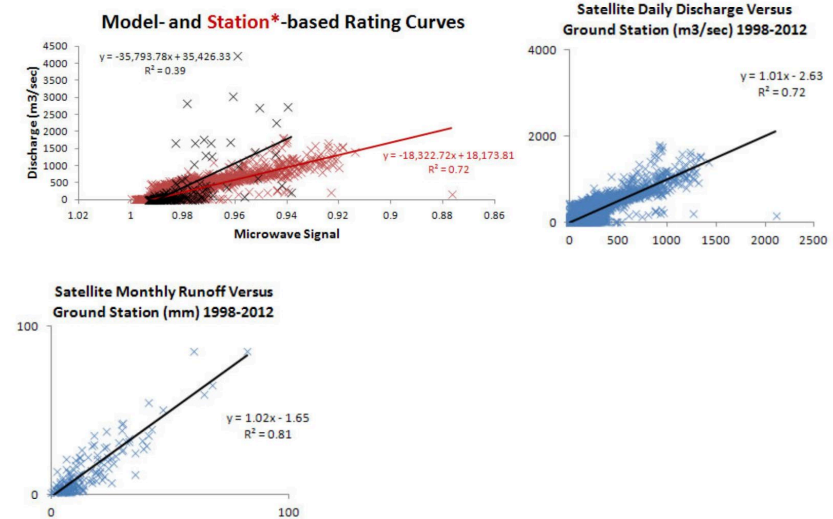 Model- and Station*-based Rating Curves
y = -35,793.78x + 35,426.33
R² = 0.39
y = -18,322.72x + 18,173.81
R² = 0.72
Discharge (m3/sec)
4500
4000
3500
3000
2500
2000
1500
1000
500
0
1.02
1
0.98
0.96
0.94
0.92
0.9
0.88
0.86
Microwave Signal
Satellite Daily Discharge Versus
Ground Station (m3/sec) 1998-2012
4000
2000
0
y = 1.01x - 2.63
R² = 0.72
0
500
1000
1500
2000
2500
Satellite Monthly Runoff Versus
Ground Station (mm) 1998-2012
100
0
y = 1.02x - 1.65
R² = 0.81
0
100